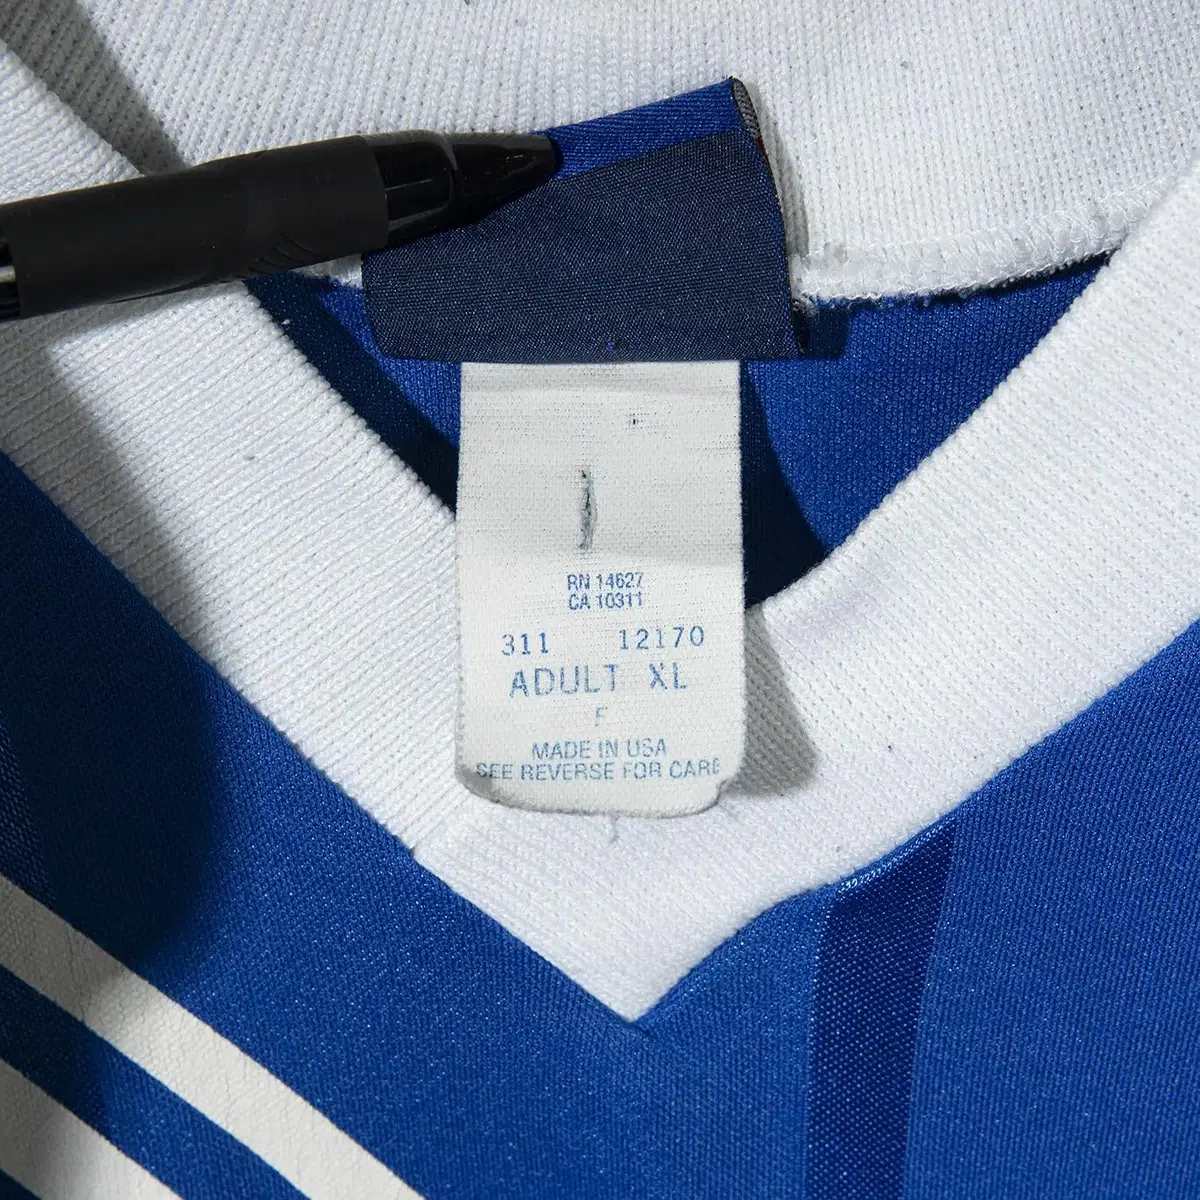 RN 14627
CA 10311
311 12170
ADULT XL
F
MADE IN USA
SEE REVERSE FOR CARE